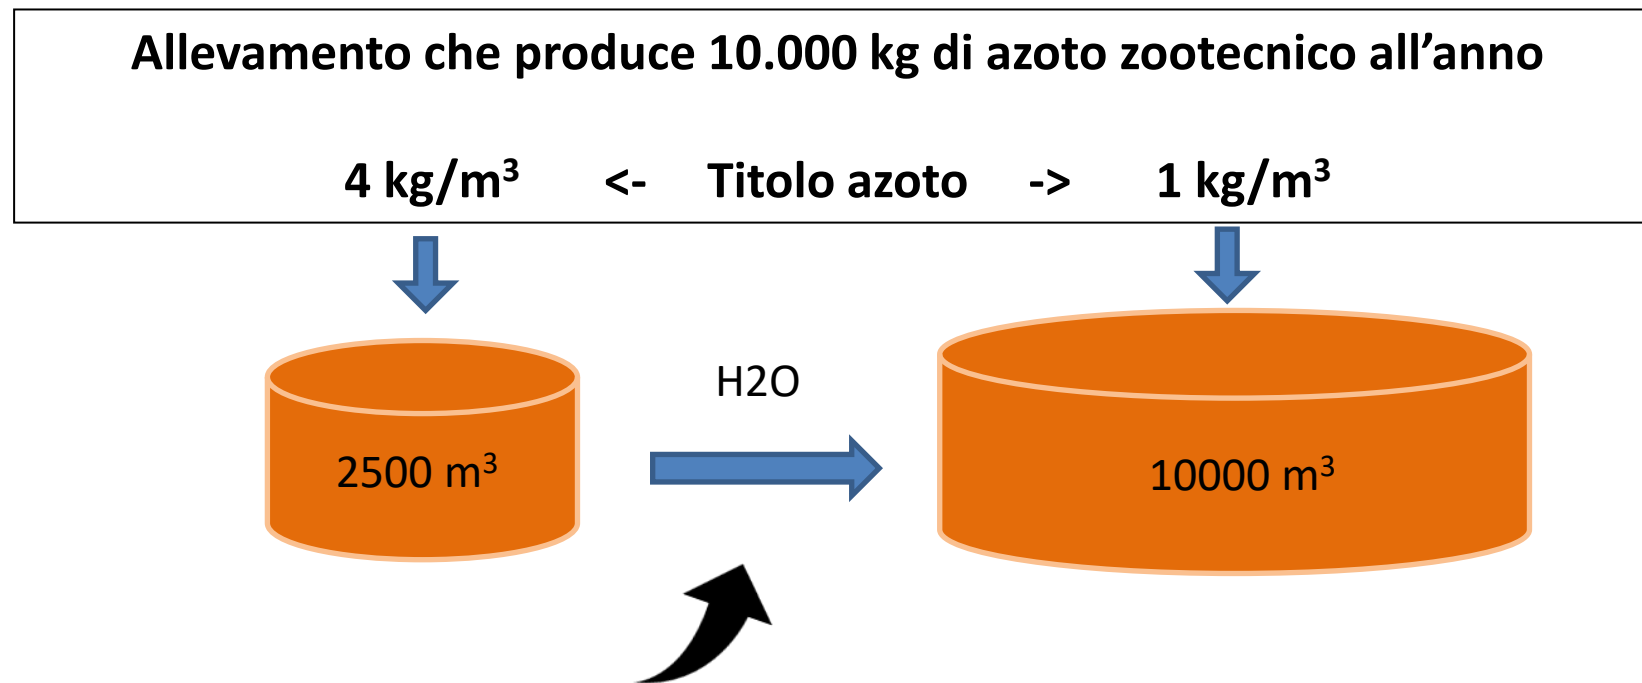 Allevamento che produce 10.000 kg di azoto zootecnico all’anno
4 kg/m³ <- Titolo azoto -> 1 kg/m³
H2O
2500 m³
10000 m³